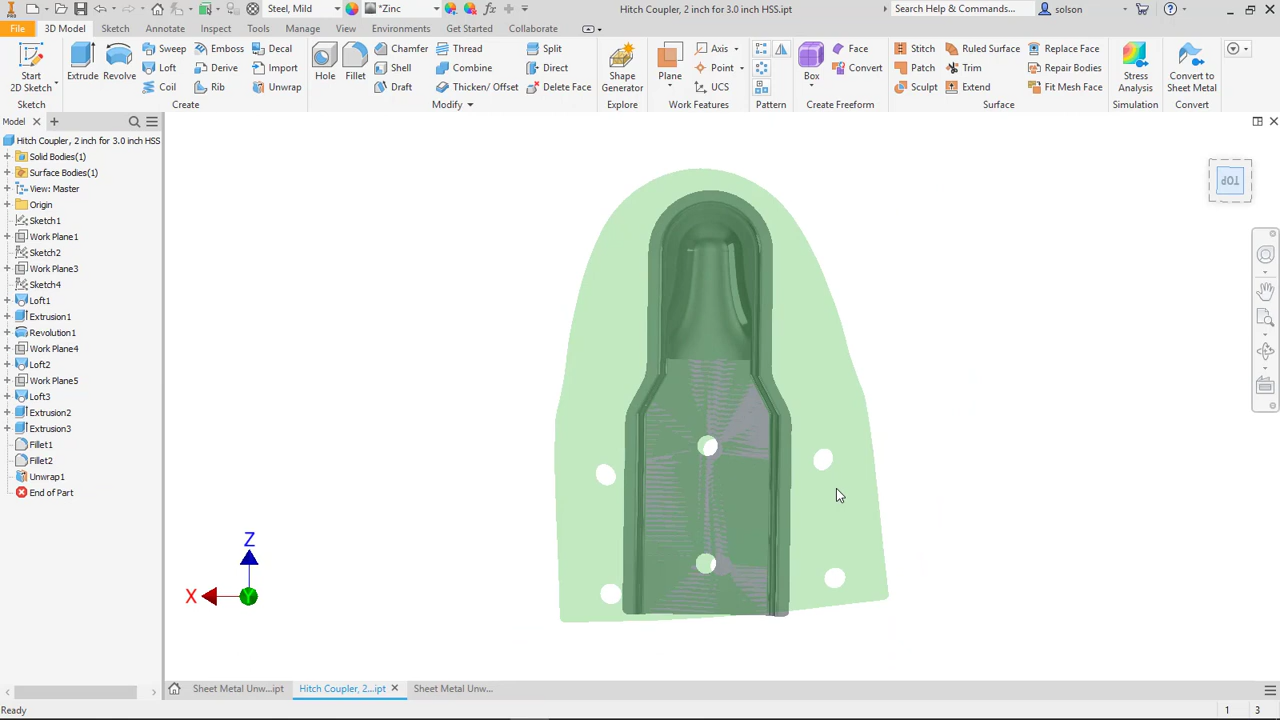 Steel, Mild
*Zinc
Hitch Coupler, 2 inch for 3.0 inch HSS.ipt
Search Help & Commands...
solson
File
3D Model
Sketch
Annotate
Inspect
Tools
Manage
View
Environments
Get Started
Collaborate
Start
2D Sketch
Extrude
Revolve
Sweep
Emboss
Decal
Loft
Derive
Import
Coil
Rib
Unwrap
Hole
Fillet
Chamfer
Thread
Split
Shell
Combine
Direct
Draft
Thicken/ Offset
Delete Face
Shape
Generator
Plane
Axis
Point
UCS
Box
Face
Convert
Stitch
Ruled Surface
Replace Face
Patch
Trim
Repair Bodies
Sculpt
Extend
Fit Mesh Face
Stress
Analysis
Convert to
Sheet Metal
Sketch
Create
Modify
Explore
Work Features
Pattern
Create Freeform
Surface
Simulation
Convert
Model
Hitch Coupler, 2 inch for 3.0 inch HSS
Solid Bodies(1)
Surface Bodies(1)
View: Master
Origin
Sketch1
Work Plane1
Sketch2
Work Plane3
Sketch4
Loft1
Extrusion1
Revolution1
Work Plane4
Loft2
Work Plane5
Loft3
Extrusion2
Extrusion3
Fillet1
Fillet2
Unwrap1
End of Part
TOP
Z
X
Y
Sheet Metal Unw...ipt
Hitch Coupler, 2...ipt
Sheet Metal Unw...
Ready
1
3